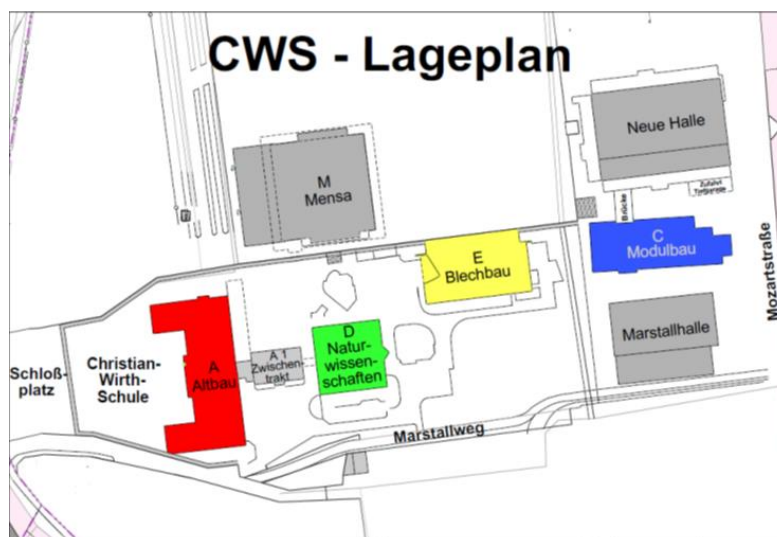 CWS - Lageplan
Neue Halle
M
Mensa
Zufahrt
Brücke
C
Modulbau
E
Blechbau
Mozartstraße
Marstallhalle
D
Natur-
wissen-
schaften
A 1
Zwischen-
trakt
A
Altbau
Christian-
Wirth-
Schule
Schloß-
platz
Marstallweg